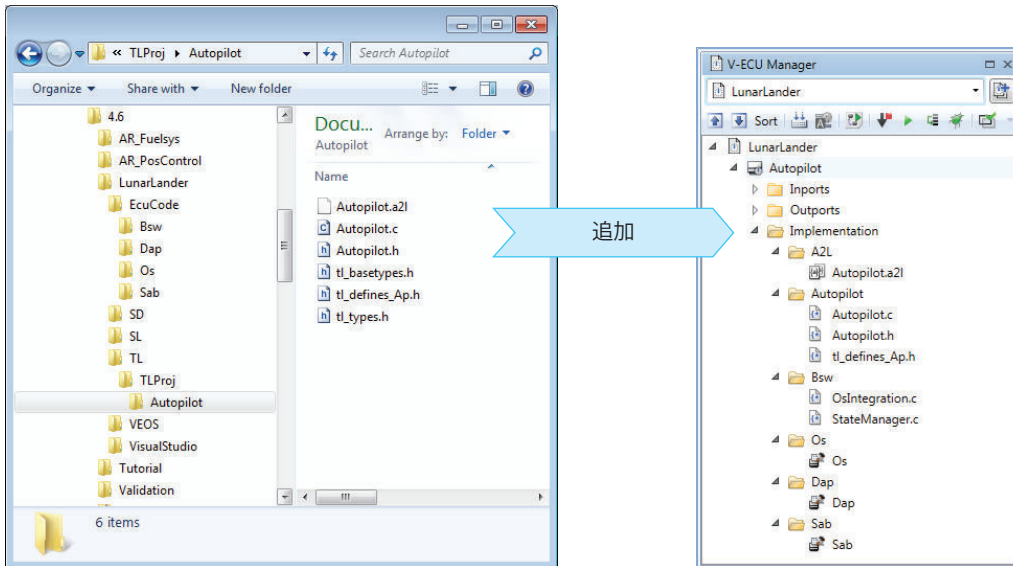 « TLProj ▸ Autopilot
Search Autopilot
Organize ▾ Share with ▾ New folder
4.6
AR_Fuelsys
AR_PosControl
LunarLander
EcuCode
Bsw
Dap
Os
Sab
SD
SL
TL
TLProj
Autopilot
VEOS
VisualStudio
Tutorial
Validation
Docu...
Autopilot
Arrange by: Folder ▾
Name
Autopilot.a2l
Autopilot.c
Autopilot.h
tl_basetypes.h
tl_defines_Ap.h
tl_types.h
6 items
追加
V-ECU Manager
LunarLander
Sort
LunarLander
Autopilot
Inports
Outports
Implementation
A2L
Autopilot.a2l
Autopilot
Autopilot.c
Autopilot.h
tl_defines_Ap.h
Bsw
OsIntegration.c
StateManager.c
Os
Os
Dap
Dap
Sab
Sab